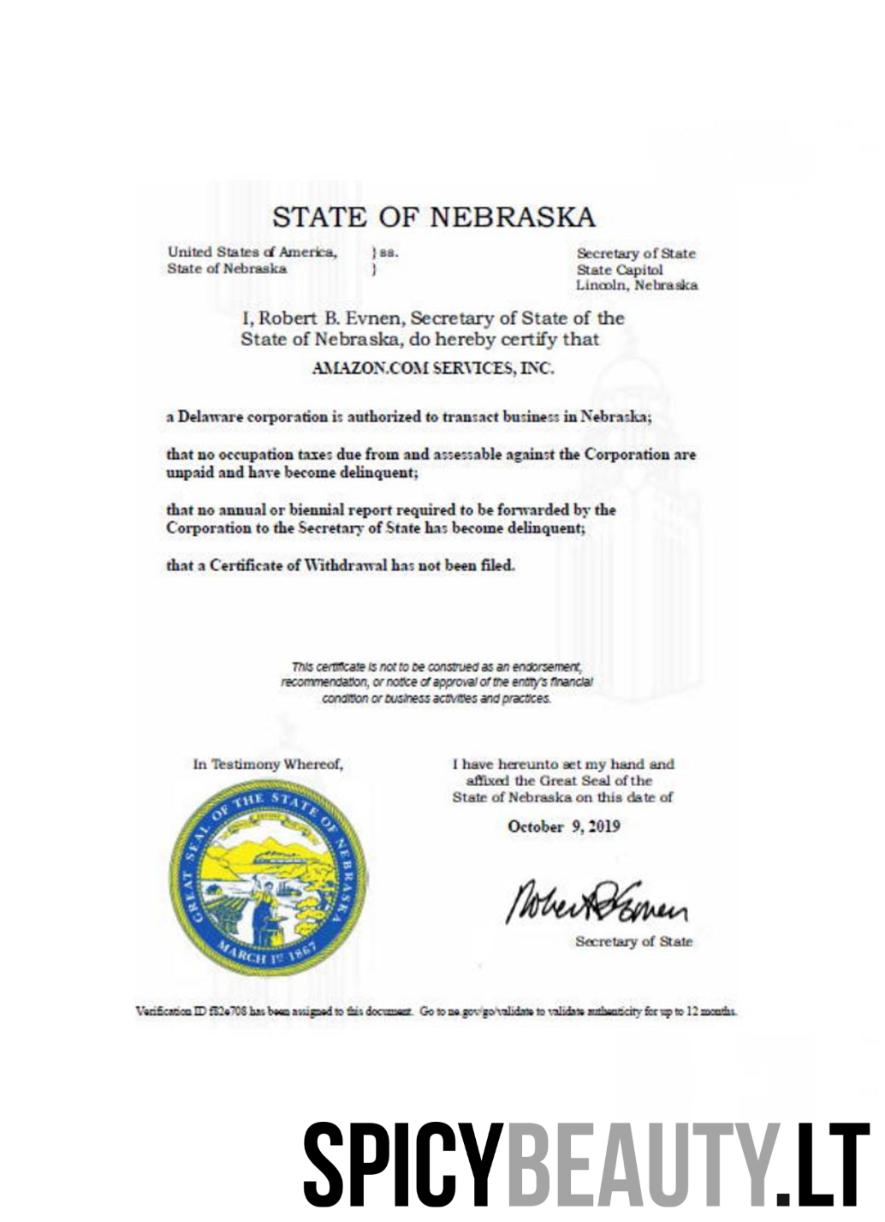 STATE OF NEBRASKA
United States of America, } ss.
State of Nebraska }
Secretary of State
State Capitol
Lincoln, Nebraska
I, Robert B. Evnen, Secretary of State of the
State of Nebraska, do hereby certify that
AMAZON.COM SERVICES, INC.
a Delaware corporation is authorized to transact business in Nebraska;
that no occupation taxes due from and assessable against the Corporation are
unpaid and have become delinquent;
that no annual or biennial report required to be forwarded by the
Corporation to the Secretary of State has become delinquent;
that a Certificate of Withdrawal has not been filed.
This certificate is not to be construed as an endorsement,
recommendation, or notice of approval of the entity's financial
condition or business activities and practices.
In Testimony Whereof,
GREAT SEAL OF THE STATE OF NEBRASKA
MARCH 1ST 1867
I have hereunto set my hand and
affixed the Great Seal of the
State of Nebraska on this date of
October 9, 2019
Robert B Evnen
Secretary of State
Verification ID f82e708 has been assigned to this document. Go to ne.gov/go/validate to validate authenticity for up to 12 months.
SPICYBEAUTY.LT